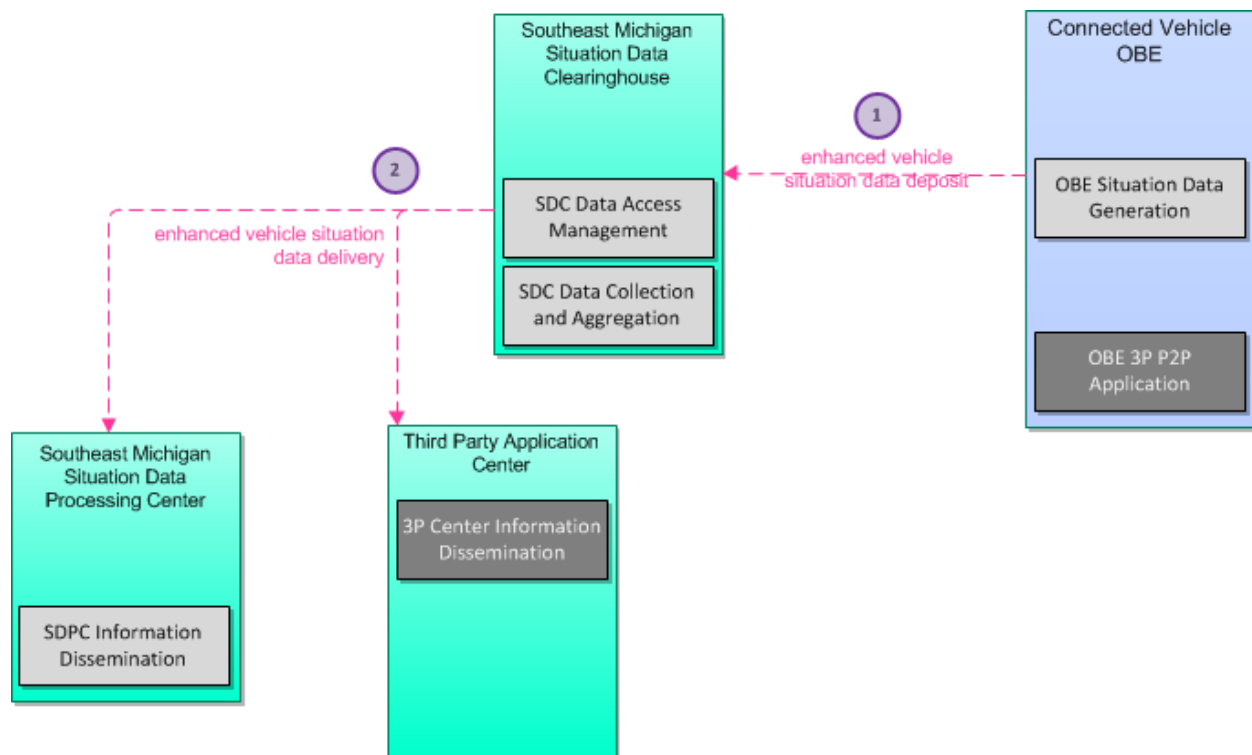 Southeast Michigan
Situation Data
Clearinghouse
Connected Vehicle
OBE
1
enhanced vehicle
situation data deposit
2
enhanced vehicle situation
data delivery
SDC Data Access
Management
SDC Data Collection
and Aggregation
OBE Situation Data
Generation
OBE 3P P2P
Application
Southeast Michigan
Situation Data
Processing Center
SDPC Information
Dissemination
Third Party Application
Center
3P Center Information
Dissemination